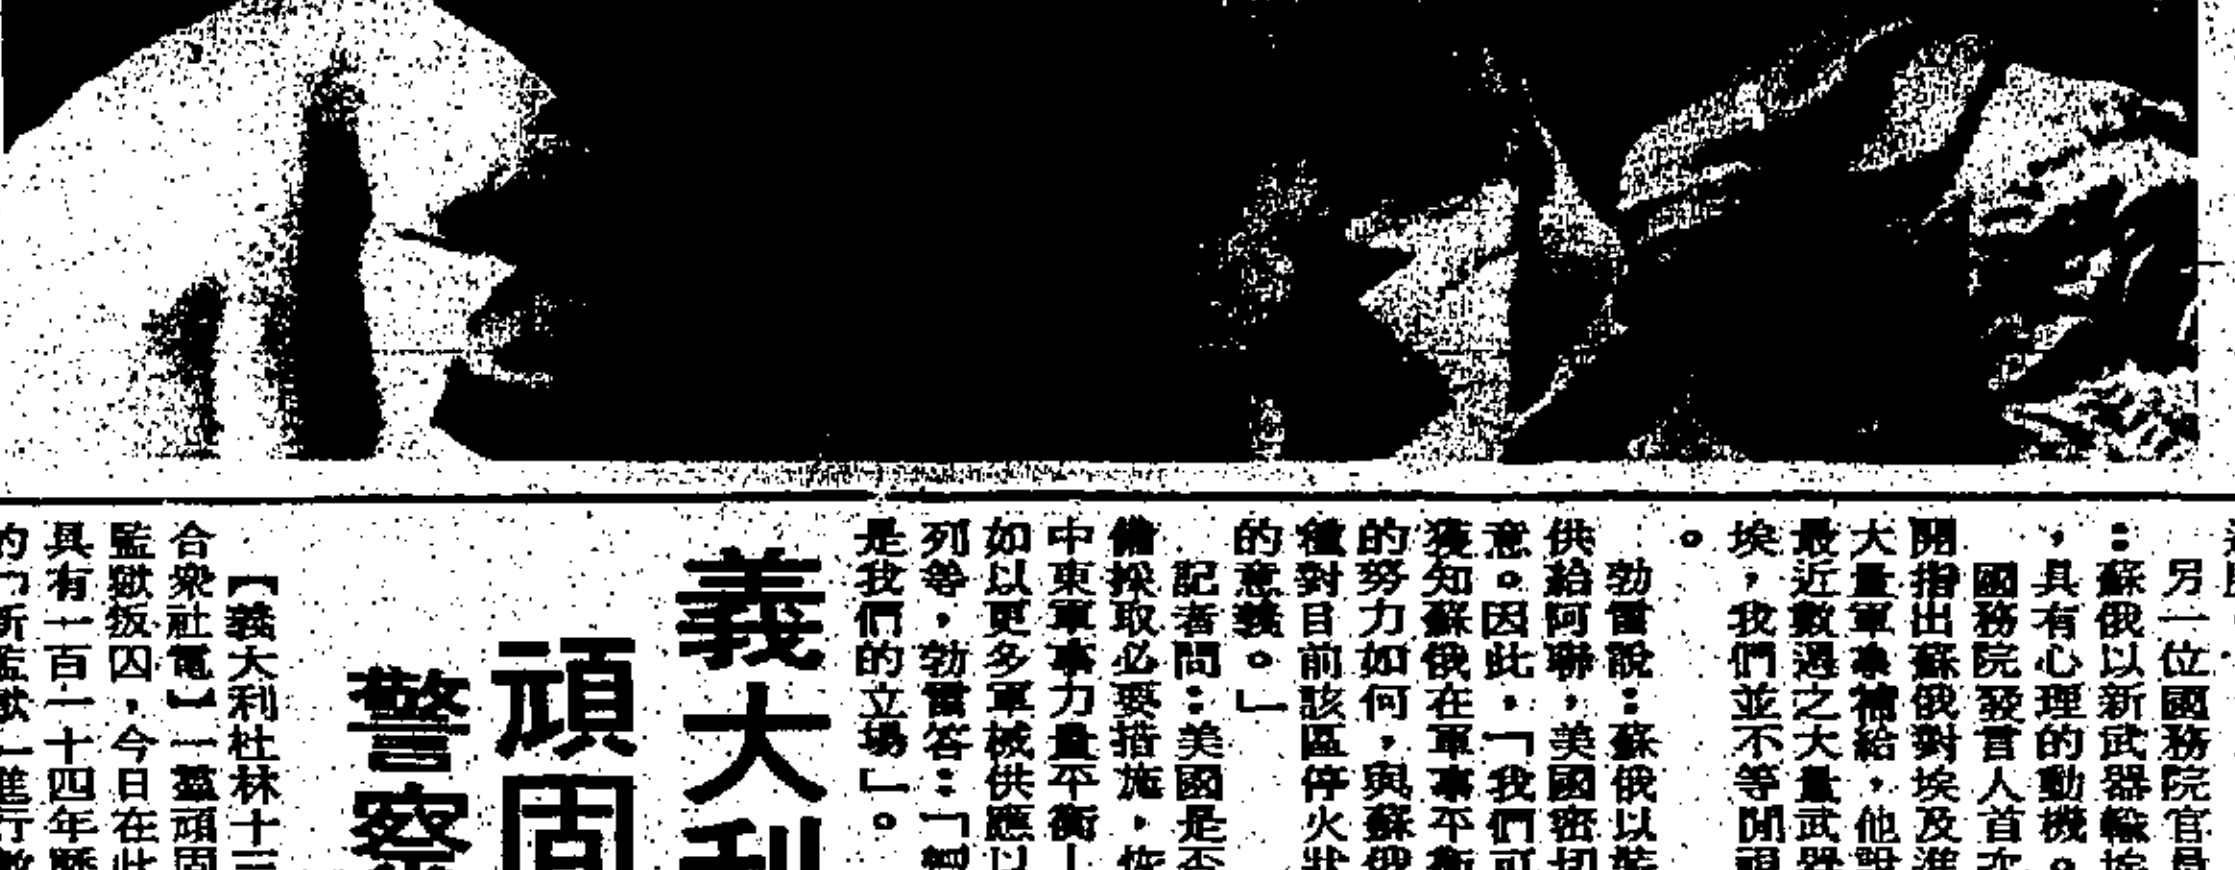 另一位國務院官員
：蘇俄以新武器輸埃
，具有心理的動機。
國務院發言人首次
開指出蘇俄對埃及進
大量軍事補給，他說
最近數週之大量武器
埃，我們並不等閒視
。
勃雷說：蘇俄以裝
供給阿聯，美國密切
意。因此，「我們可
獲知蘇俄在軍事平衡
的努力如何，與蘇俄
種對目前該區停火狀
的意義。」
記者問：美國是否
備採取必要措施，恢
中東軍事力量平衡—
如以更多軍械供應以
列等，勃雷答：「
是我們的立場」。
義大利
頑固
警察
【義大利杜林十三
合衆社電】一羣頑固
監獄叛囚，今日在此
具有一百一十四年歷
的「新監獄」進行